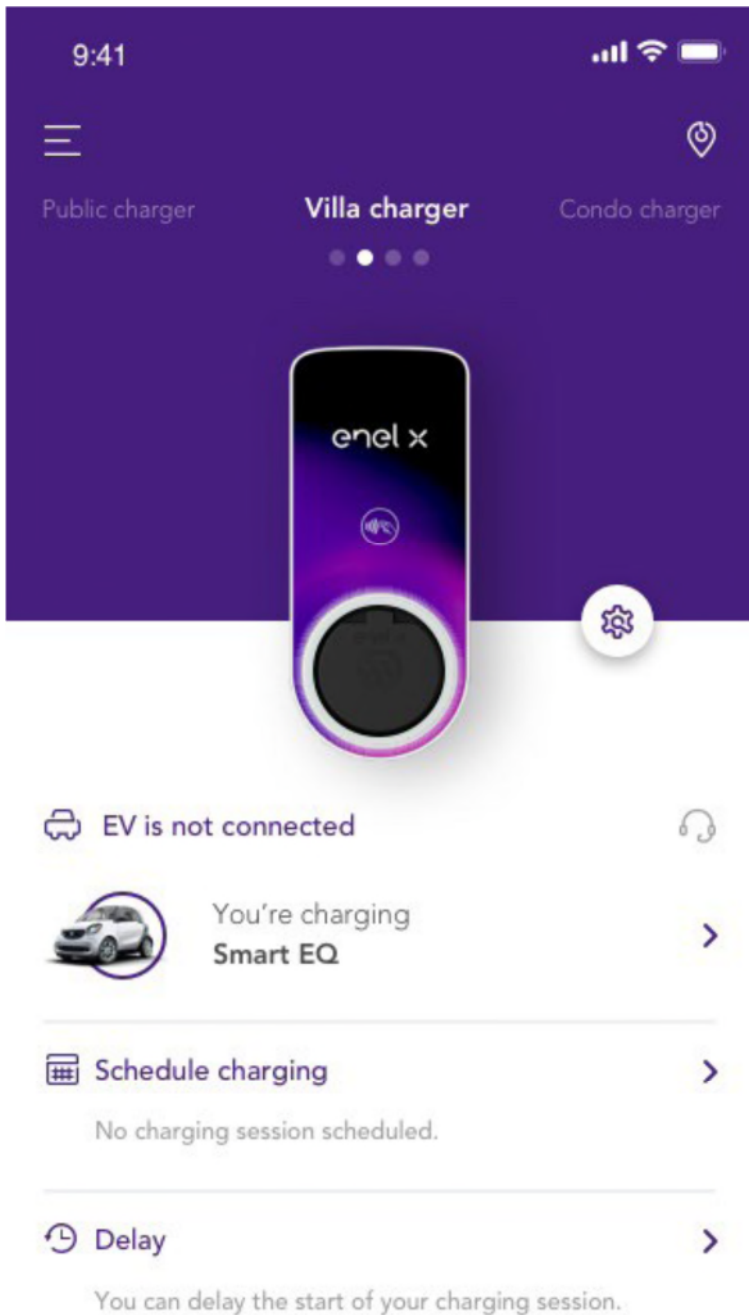 9:41
Public charger Villa charger Condo charger
enel x
EV is not connected
You're charging
Smart EQ
Schedule charging
No charging session scheduled.
Delay
You can delay the start of your charging session.